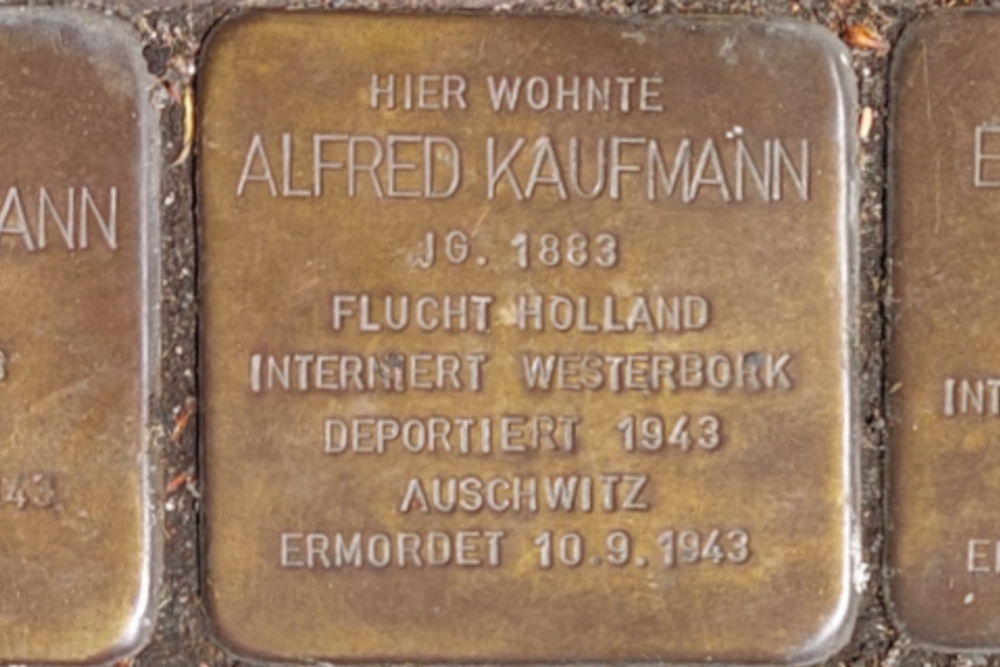 HIER WOHNTE
ALFRED KAUFMANN
JG. 1883
FLUCHT HOLLAND
INTERNIERT WESTERBORK
DEPORTIERT 1943
AUSCHWITZ
ERMORDET 10.9.1943